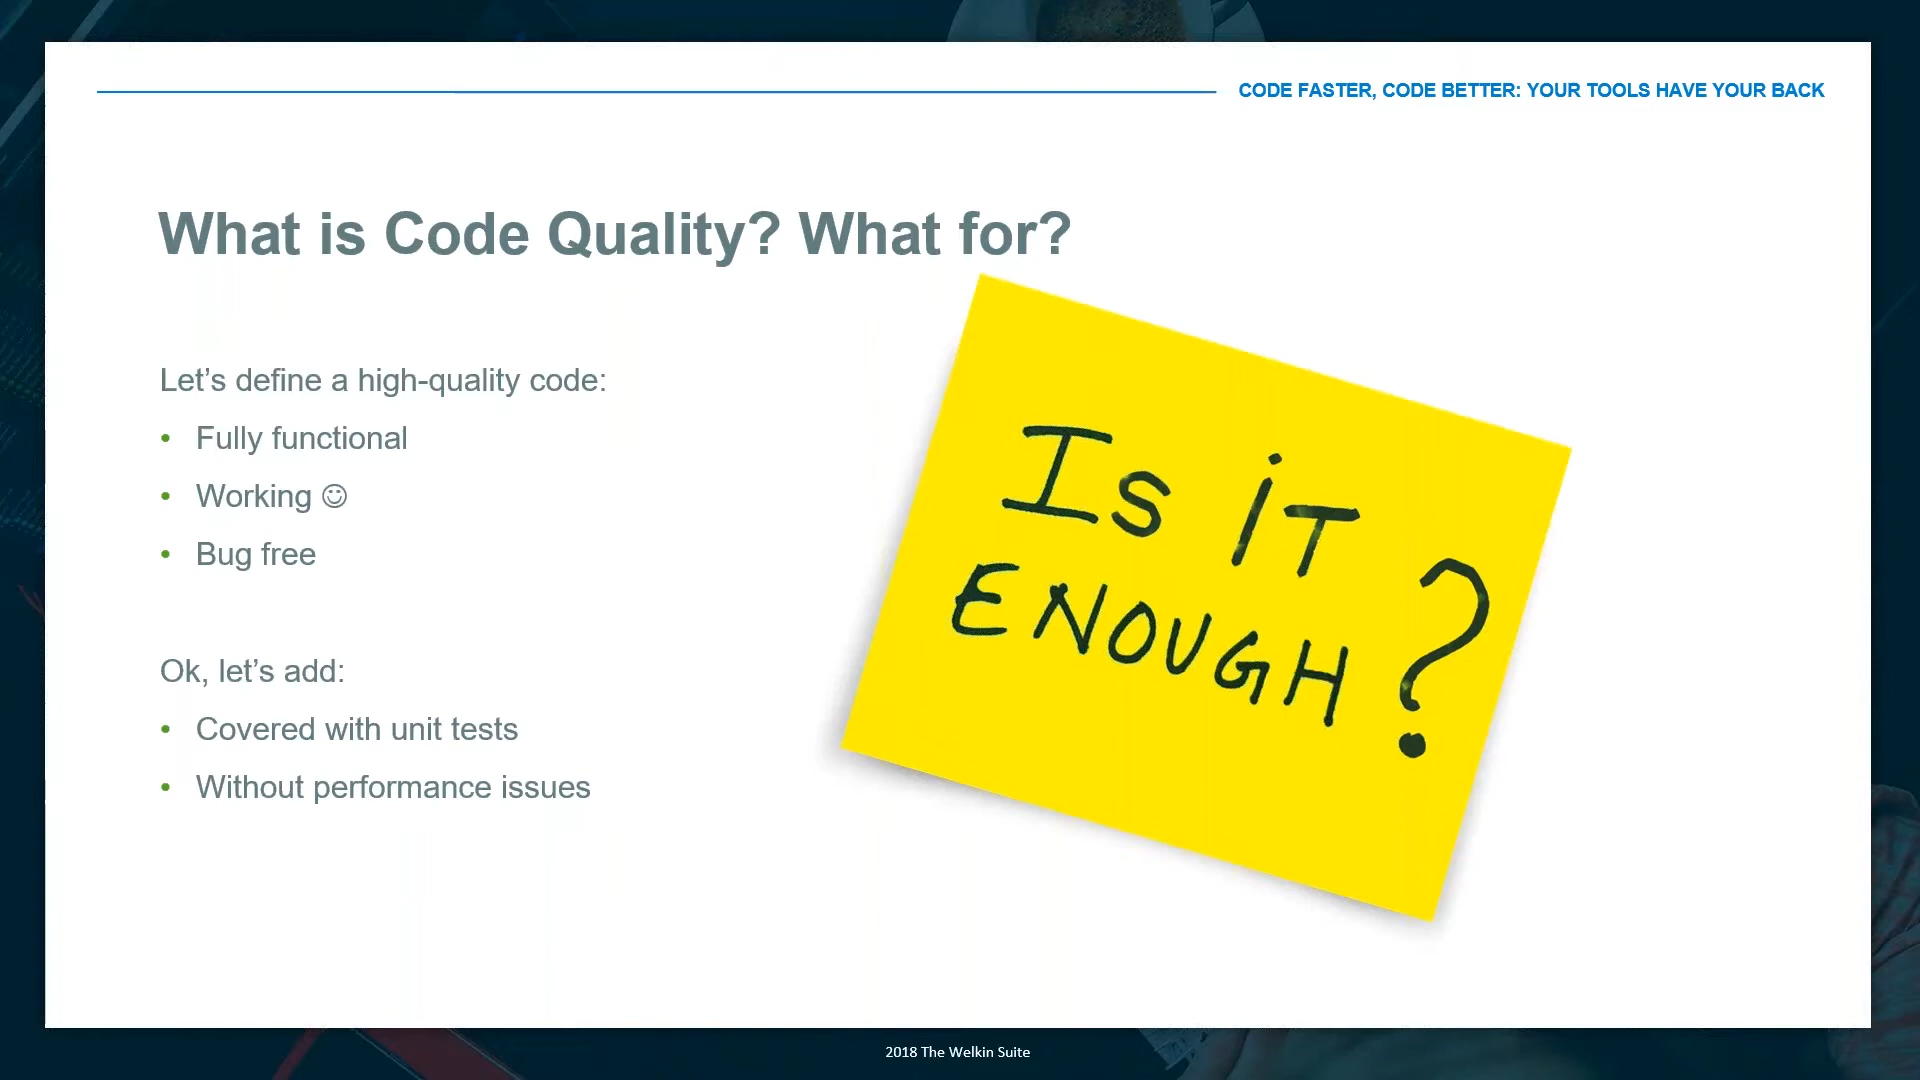 CODE FASTER, CODE BETTER: YOUR TOOLS HAVE YOUR BACK
What is Code Quality? What for?
Let’s define a high-quality code:
• Fully functional
• Working ☺
• Bug free
Ok, let’s add:
• Covered with unit tests
• Without performance issues
Is iT
ENOUGH?
2018 The Welkin Suite